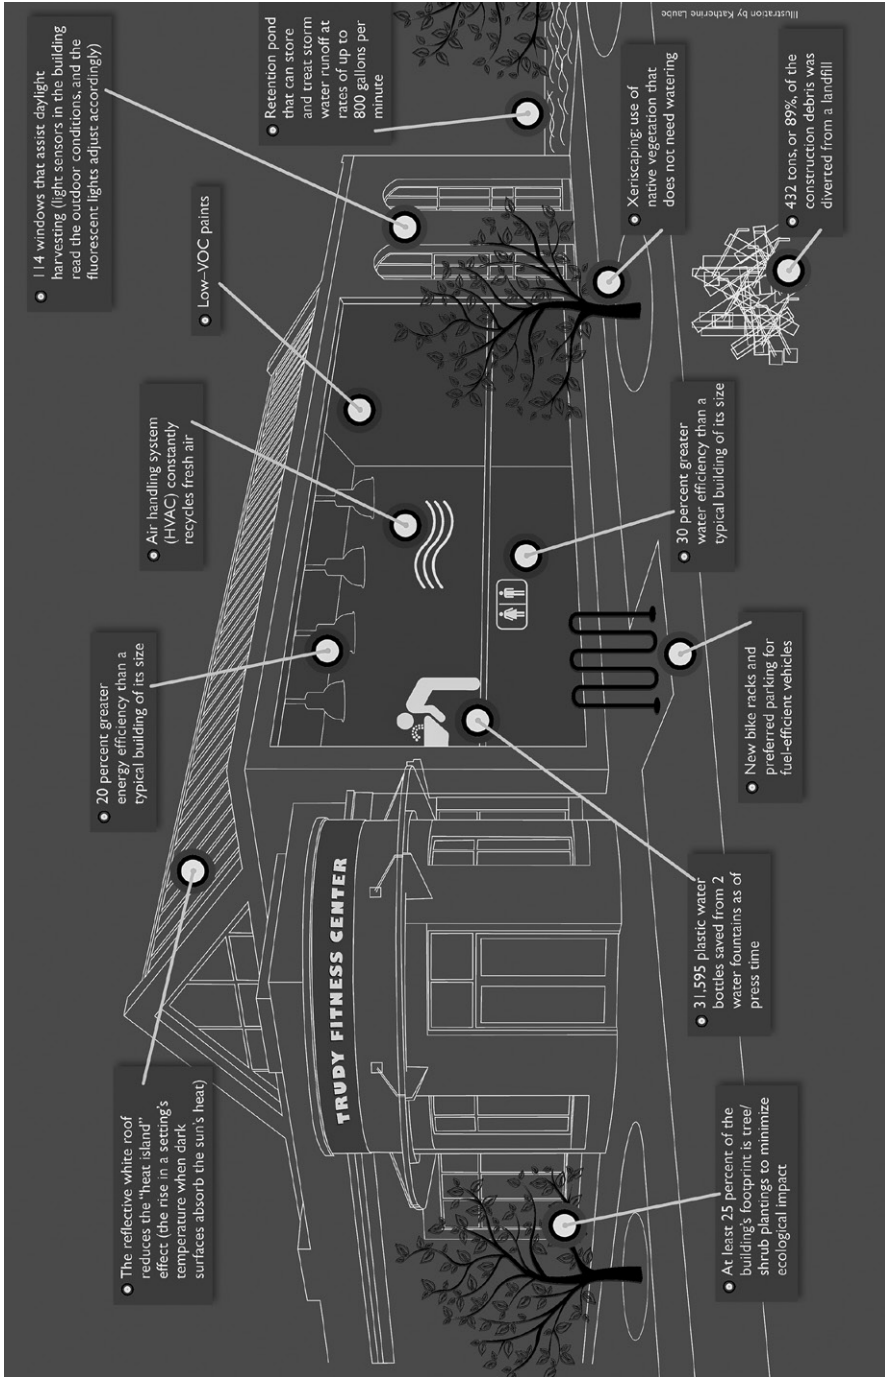 The reflective white roof
reduces the "heat island"
effect (the rise in a setting's
temperature when dark
surfaces absorb the sun's heat)
20 percent greater
energy efficiency than a
typical building of its size
Air handling system
(HVAC) constantly
recycles fresh air
Low-VOC paints
114 windows that assist daylight
harvesting (light sensors in the building
read the outdoor conditions, and the
fluorescent lights adjust accordingly)
Retention pond
that can store
and treat storm
water runoff at
rates of up to
800 gallons per
minute
TRUDY FITNESS CENTER
At least 25 percent of the
building's footprint is tree/
shrub plantings to minimize
ecological impact
31,595 plastic water
bottles saved from 2
water fountains as of
press time
New bike racks and
preferred parking for
fuel-efficient vehicles
30 percent greater
water efficiency than a
typical building of its size
Xeriscaping: use of
native vegetation that
does not need watering
432 tons, or 89%, of the
construction debris was
diverted from a landfill
Illustration by Katherine Laube